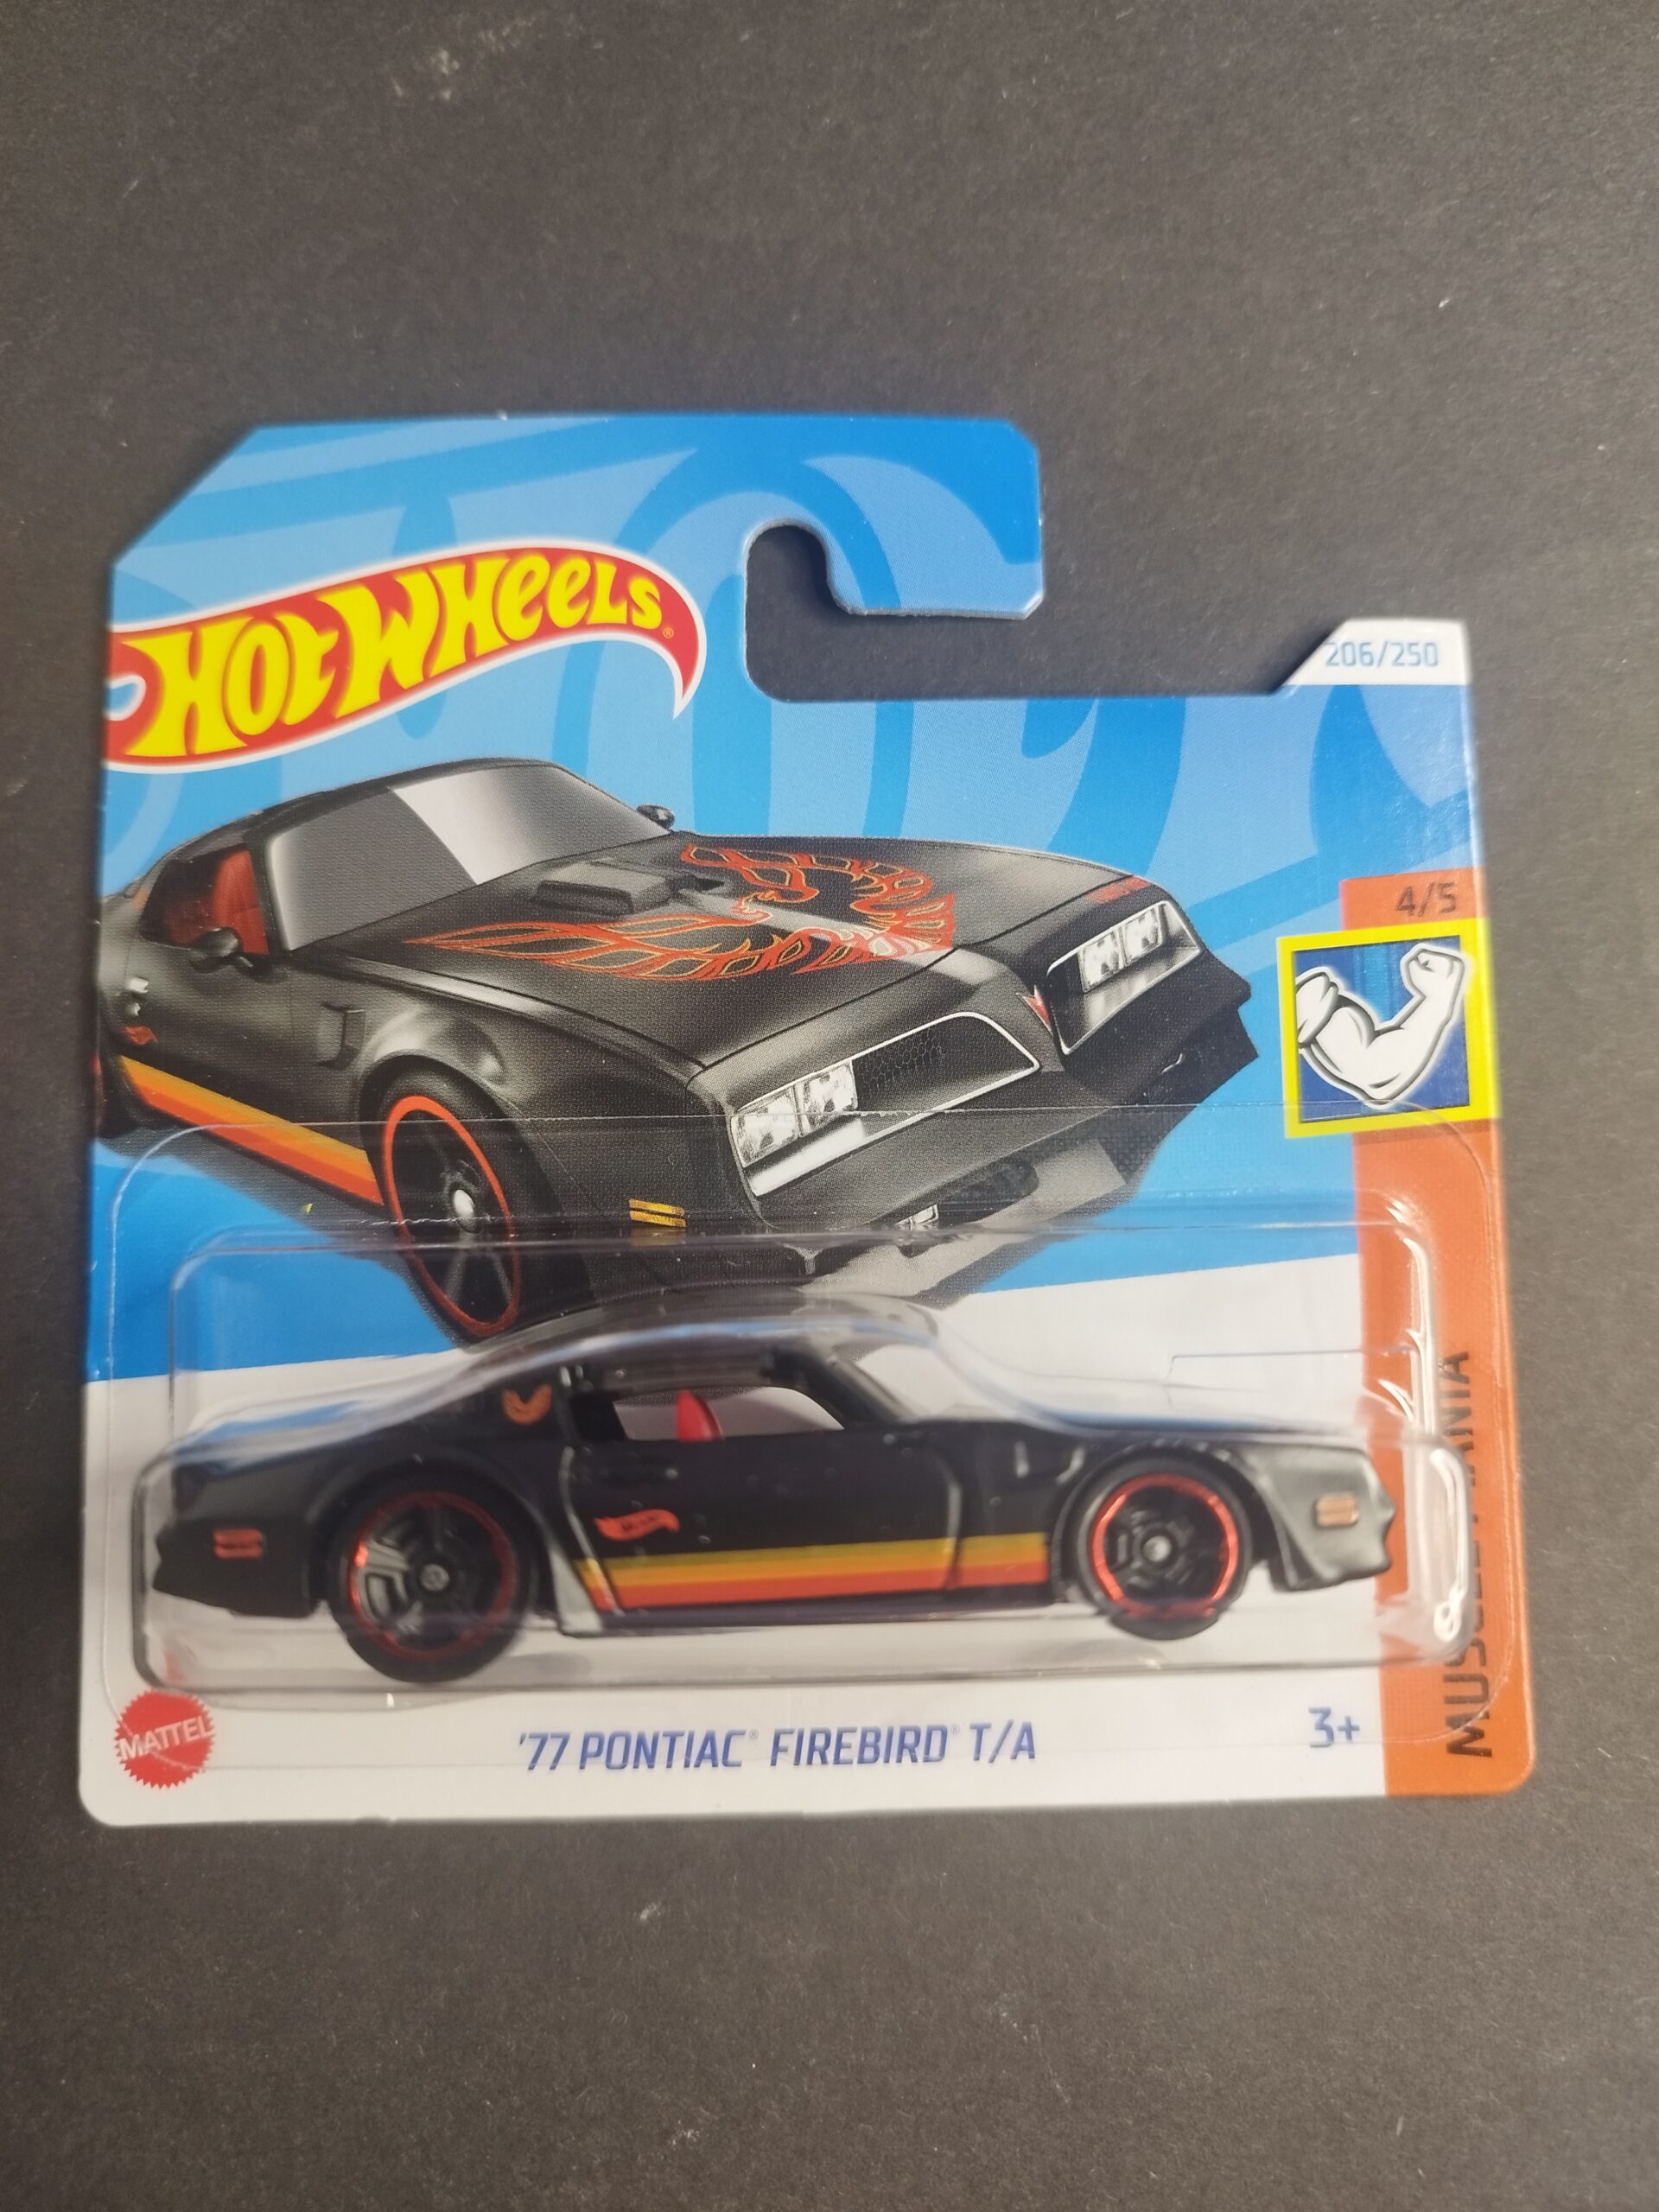 HOT WHEELS®
206/250
4/5
MUSCLE MANIA
MATTEL
'77 PONTIAC® FIREBIRD® T/A
3+